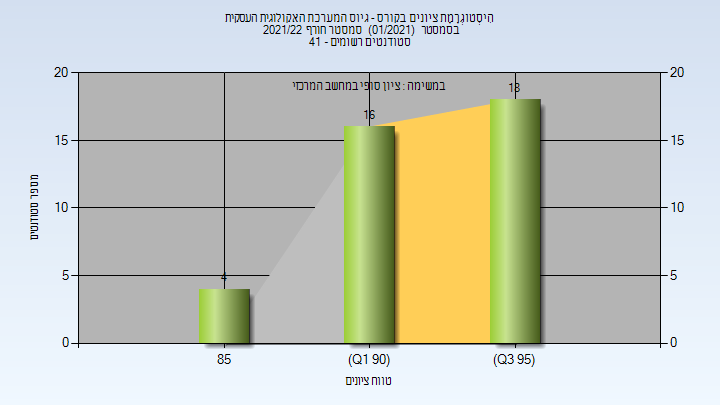 היסטוגרמת ציונים בקורס - גיוס המערכת האקולוגית העסקית
בסמסטר (01/2021) סמסטר חורף 2021/22
סטודנטים רשומים - 41
במשימה : ציון סופי במחשב המרכזי
20 20
15 15
10 10
5 5
0 0
4
16
18
מספר סטודנטים
85 (Q1 90) (Q3 95)
טווח ציונים